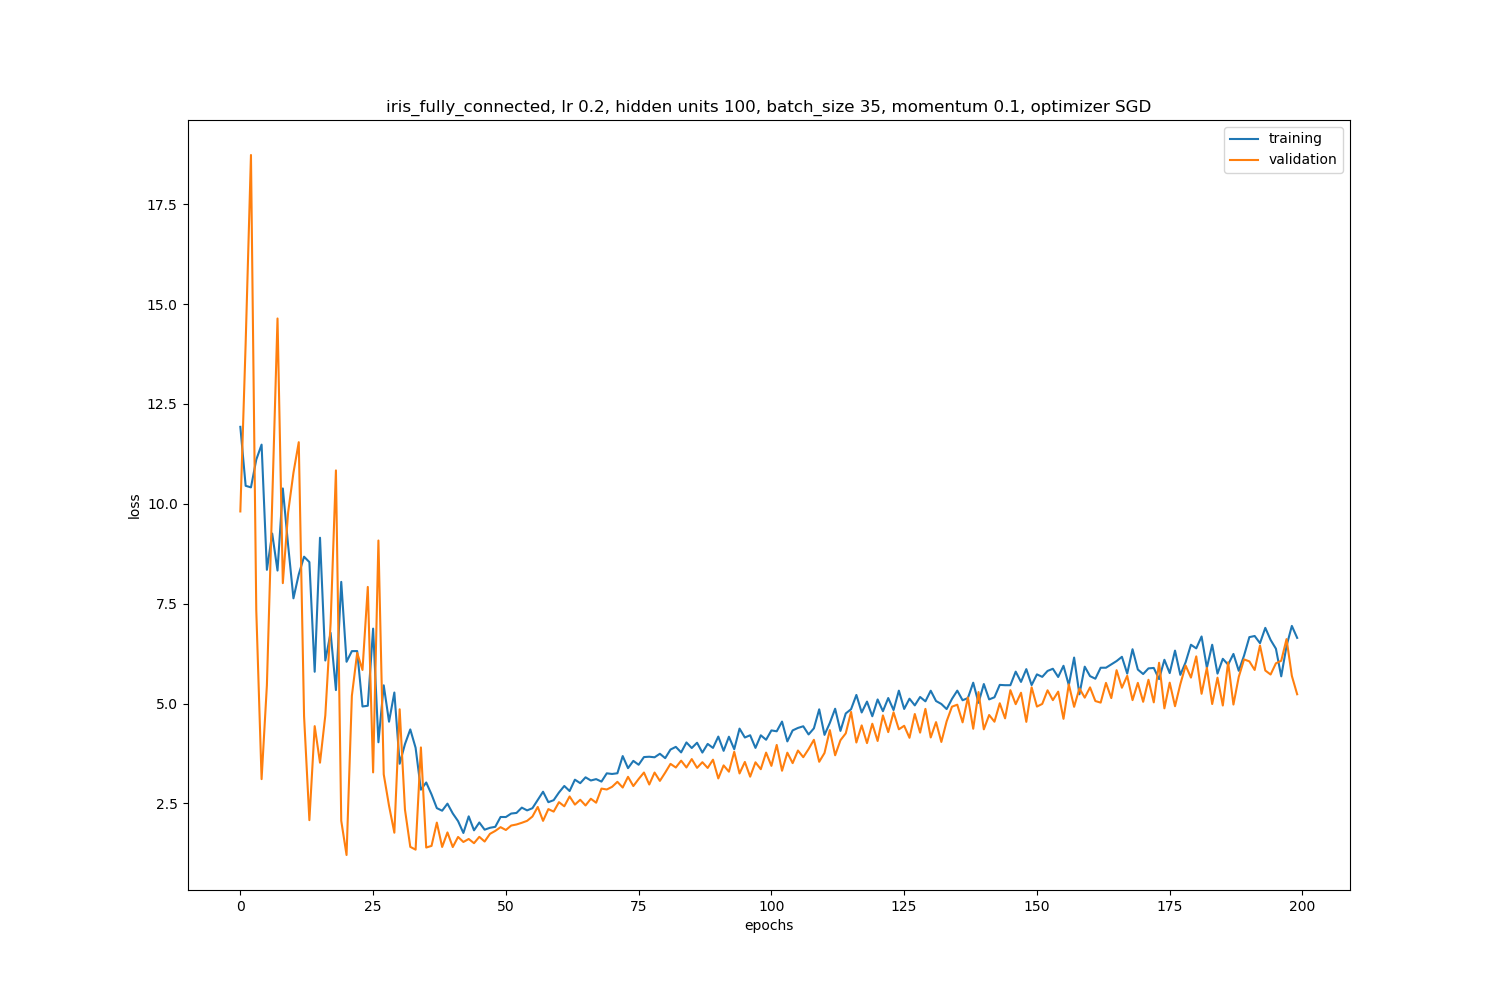 iris_fully_connected, lr 0.2, hidden units 100, batch_size 35, momentum 0.1, optimizer SGD
training
validation
17.5
15.0
12.5
10.0
7.5
5.0
2.5
loss
0 25 50 75 100 125 150 175 200
epochs